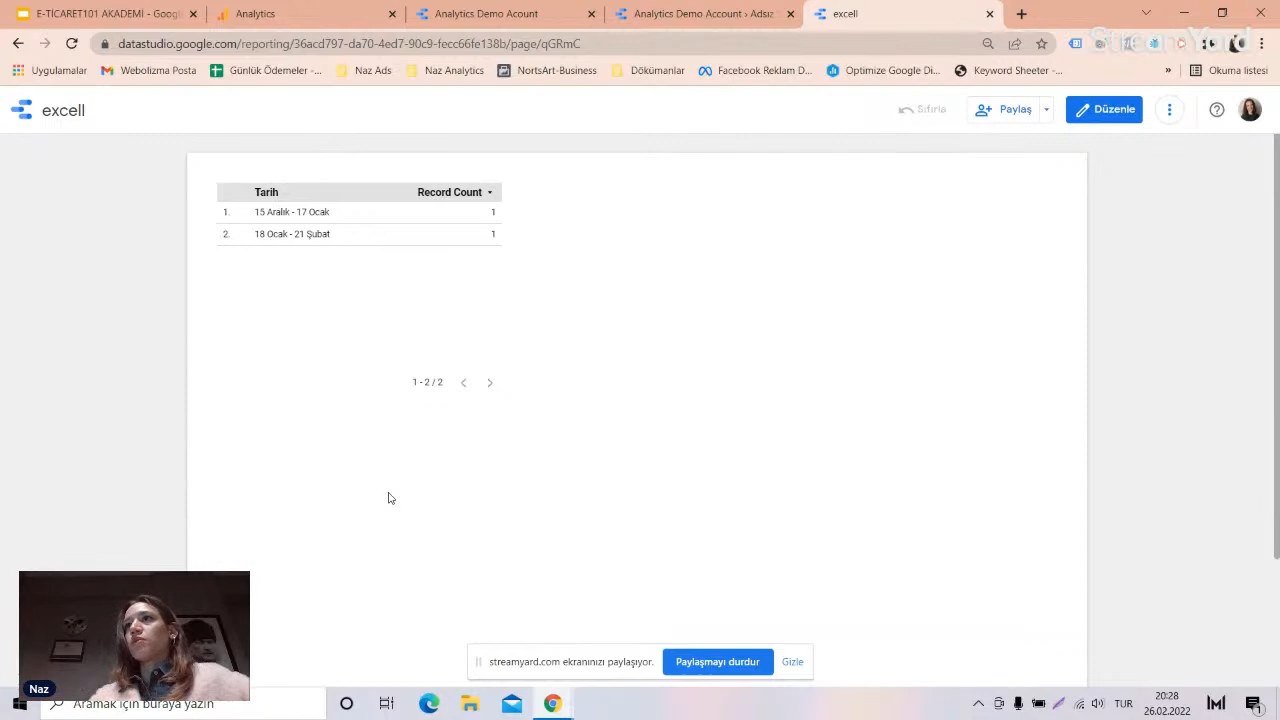 E-TİCARET101 AKADEMİ - Googl
Analytics
Analytics Demo Acount
Analytics Demo Account › Adsız
excell
datastudio.google.com/reporting/36acd797-da7f-4ed7-90c9-fecc66fe138b/page/qGRmC
Uygulamalar
Webolizma Posta
Günlük Ödemeler -...
Naz Ads
Naz Analytics
NortsArt-Business
Dökümanlar
Facebook Reklam D...
Optimize Google Di...
Keyword Sheeter -...
»
Okuma listesi
excell
Sıfırla
Paylaş
Düzenle
Tarih Record Count
1. 15 Aralık - 17 Ocak 1
2. 18 Ocak - 21 Şubat 1
1 - 2 / 2
streamyard.com ekranınızı paylaşıyor.
Paylaşmayı durdur
Gizle
Naz
Aramak için buraya yazın
TUR
20:28
26.02.2022
1